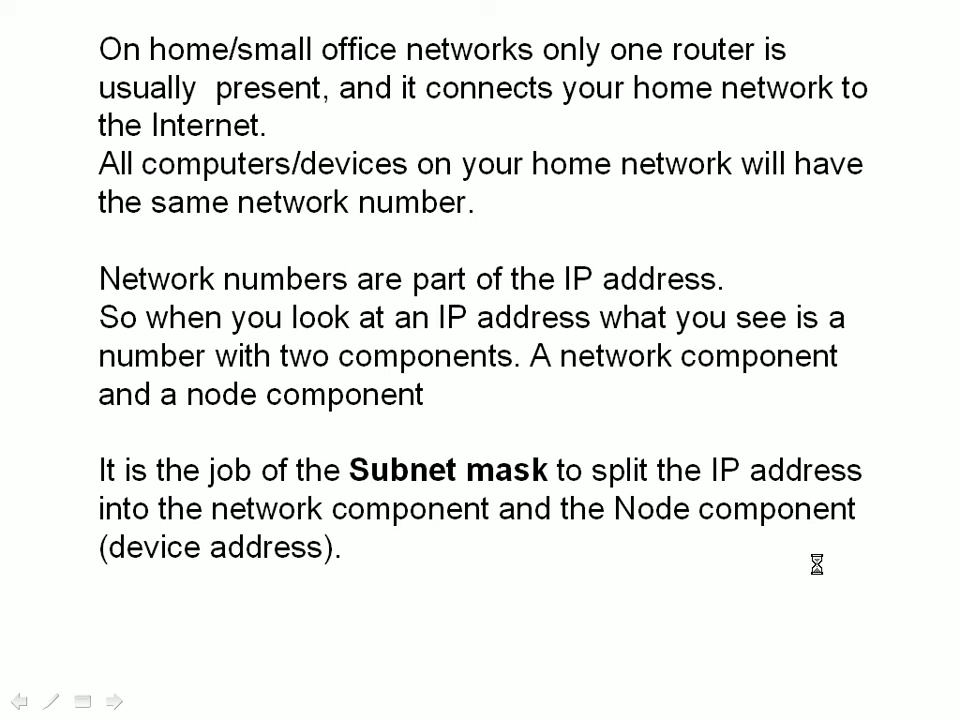 On home/small office networks only one router is
usually  present, and it connects your home network to
the Internet.
All computers/devices on your home network will have
the same network number.
Network numbers are part of the IP address.
So when you look at an IP address what you see is a
number with two components. A network component
and a node component
It is the job of the Subnet mask to split the IP address
into the network component and the Node component
(device address).